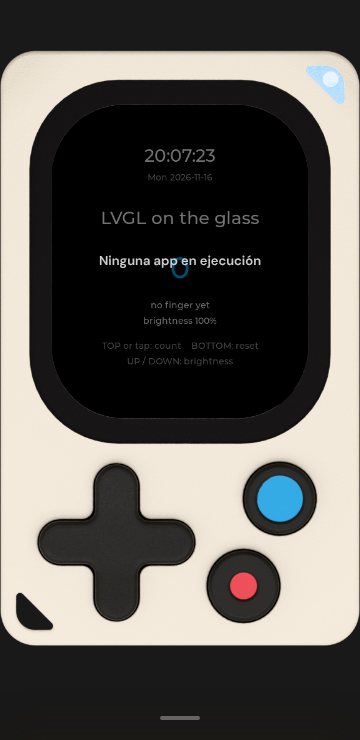 20:07:23
Mon 2026-11-16
LVGL on the glass
Ninguna app en ejecución
0
no finger yet
brightness 100%
TOP or tap: count BOTTOM: reset
UP / DOWN: brightness